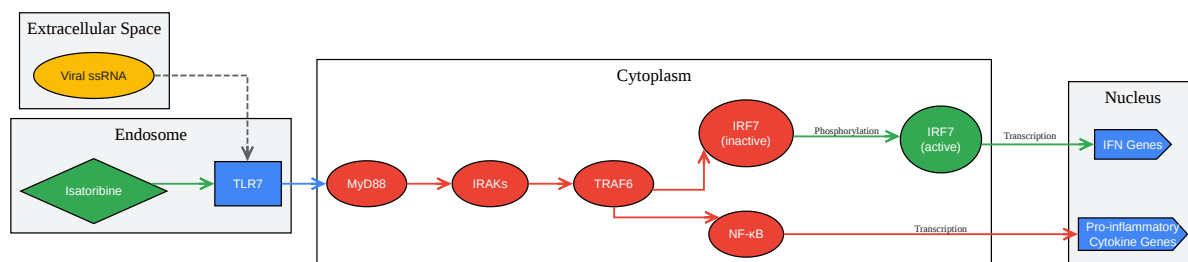 Extracellular Space
Viral ssRNA
Endosome
Isatoribine
TLR7
Cytoplasm
MyD88
IRAKs
TRAF6
IRF7
(inactive)
Phosphorylation
IRF7
(active)
NF-κB
Transcription
Transcription
Nucleus
IFN Genes
Pro-inflammatory
Cytokine Genes